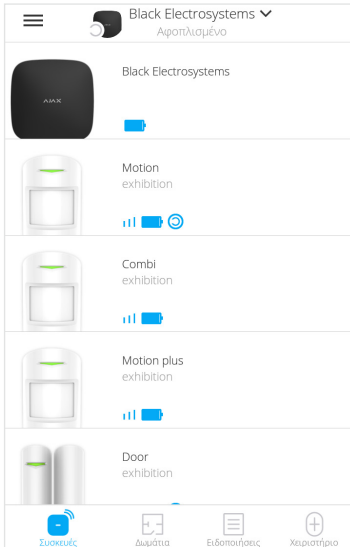 Black Electrosystems
Αφοπλισμένο
Black Electrosystems
AJAX
Motion
exhibition
Combi
exhibition
Motion plus
exhibition
Door
exhibition
Συσκευές Δωμάτια Ειδοποιήσεις Χειριστήριο